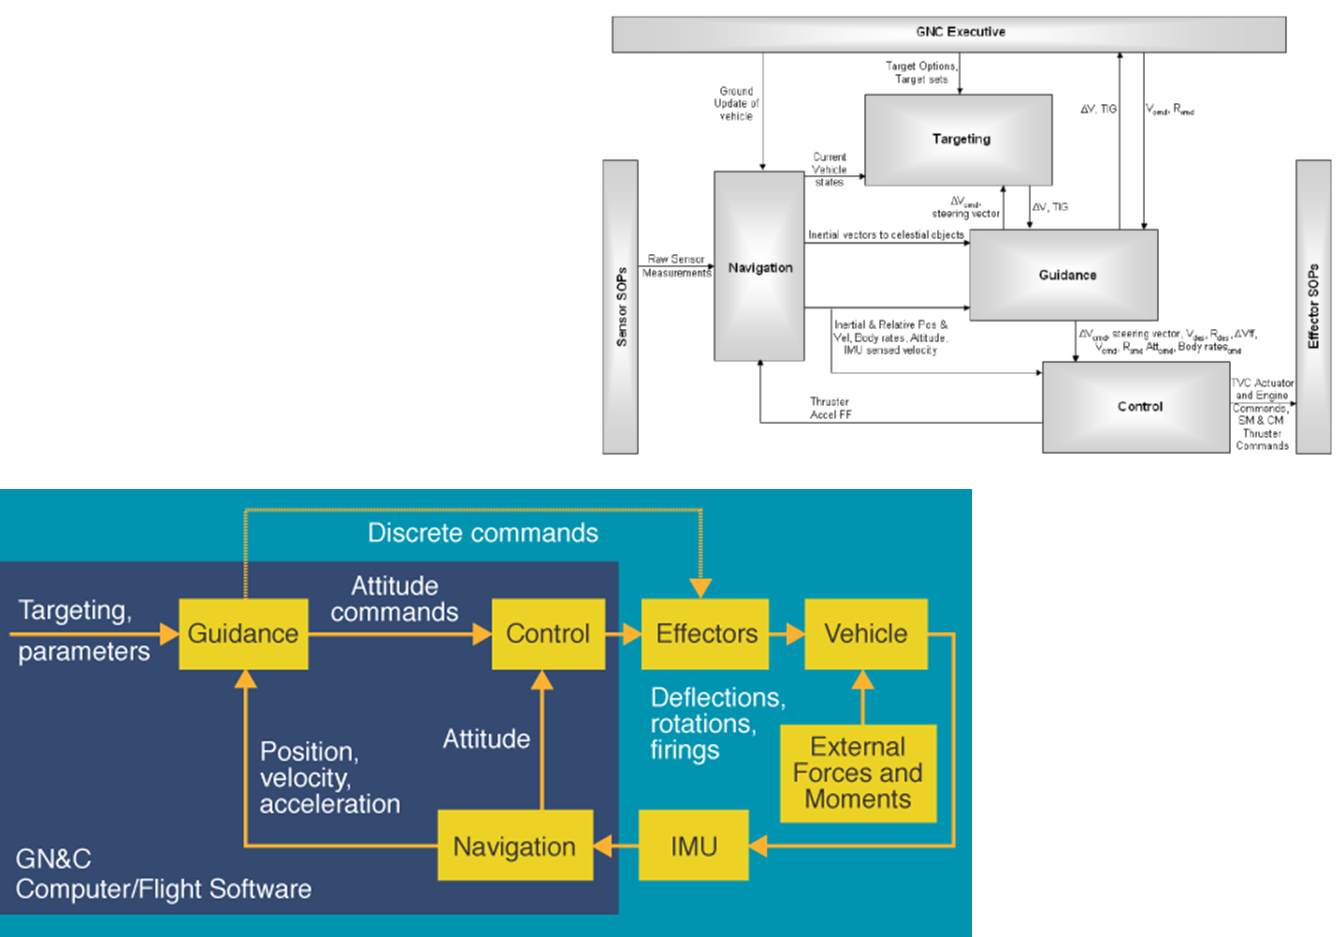 GNC Executive
Ground
Update of
vehicle
Target Options,
Target sets
ΔV, TIG
Vcmd, Rcmd
Targeting
Current
Vehicle
states
ΔVcmd,
steering vector
ΔV, TIG
Sensor SOPs
Raw Sensor
Measurements
Navigation
Inertial vectors to celestial objects
Guidance
Effector SOPs
Inertial & Relative Pos &
Vel, Body rates, Attitude,
IMU sensed velocity
ΔVcmd, steering vector, Vdes, Rdes, ΔVff,
Vcmd, Rcmd Attcmd, Body ratescmd
Thruster
Accel FF
Control
TVC Actuator
and Engine
Commands,
SM & CM
Thruster
Commands
Discrete commands
Targeting,
parameters
Guidance
Attitude
commands
Control
Effectors
Vehicle
Position,
velocity,
acceleration
Attitude
Deflections,
rotations,
firings
External
Forces and
Moments
Navigation
IMU
GN&C
Computer/Flight Software